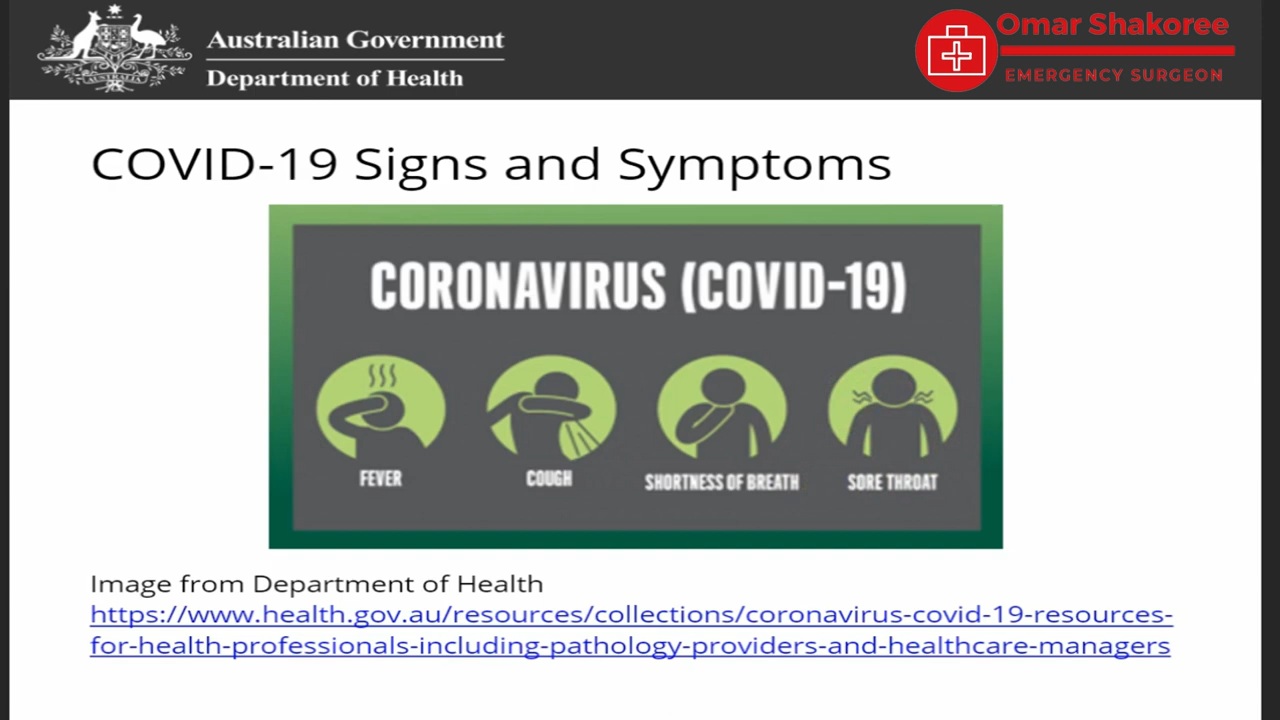 Australian Government
Department of Health
Omar Shakoree
EMERGENCY SURGEON
COVID-19 Signs and Symptoms
CORONAVIRUS (COVID-19)
FEVER
COUGH
SHORTNESS OF BREATH
SORE THROAT
Image from Department of Health
https://www.health.gov.au/resources/collections/coronavirus-covid-19-resources-
for-health-professionals-including-pathology-providers-and-healthcare-managers